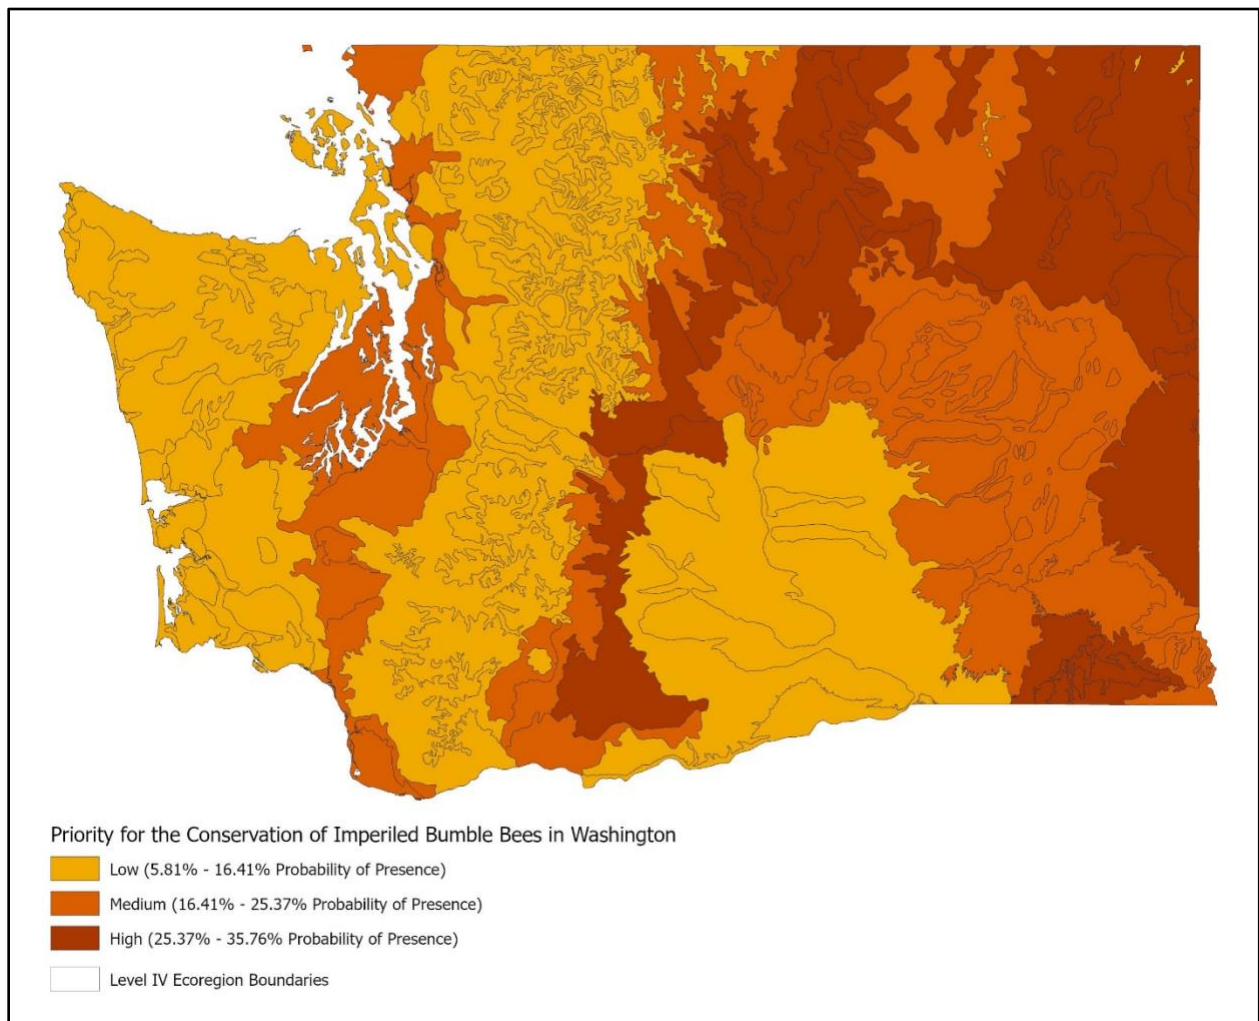 Priority for the Conservation of Imperiled Bumble Bees in Washington
Low (5.81% - 16.41% Probability of Presence)
Medium (16.41% - 25.37% Probability of Presence)
High (25.37% - 35.76% Probability of Presence)
Level IV Ecoregion Boundaries